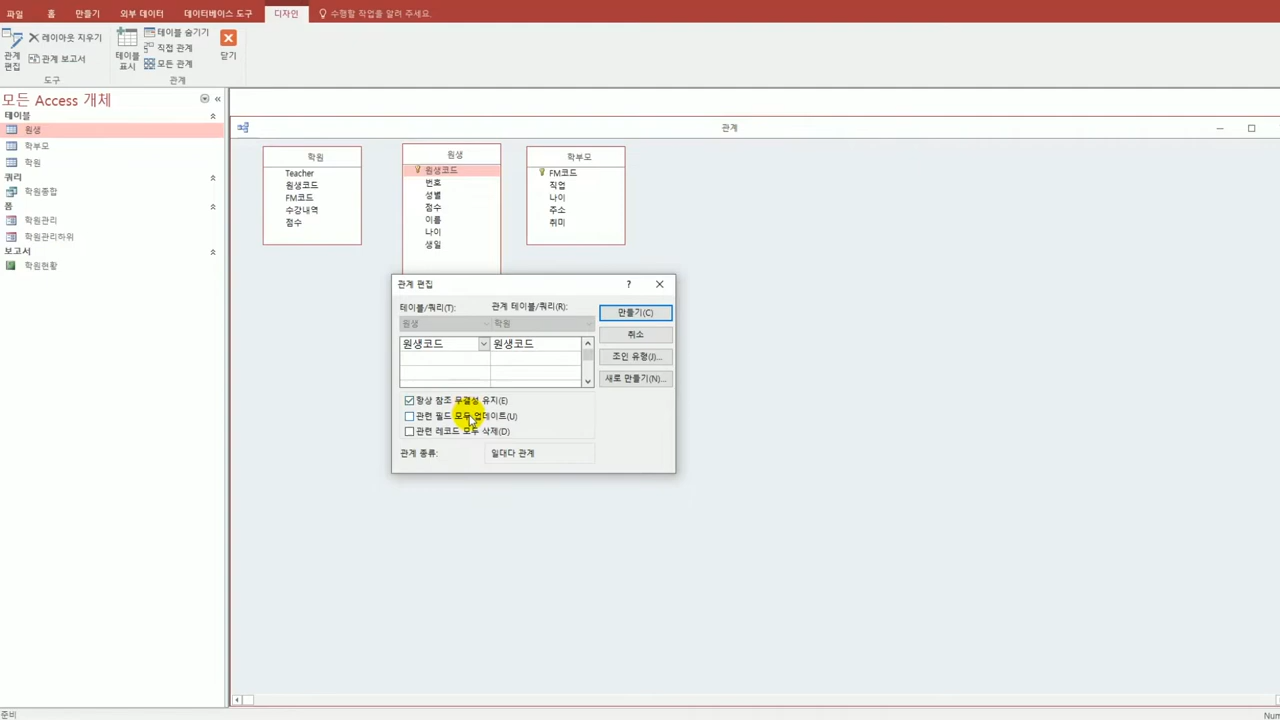 파일 홈 만들기 외부 데이터 데이터베이스 도구 디자인 수행할 작업을 알려 주세요.
관계 편집
레이아웃 지우기
관계 보고서
도구
테이블 표시
테이블 숨기기
직접 관계
모든 관계
관계
닫기
모든 Access 개체
테이블
원생
학부모
학원
쿼리
학원종합
폼
학원관리
학원관리하위
보고서
학원현황
관계
학원
Teacher
원생코드
FM코드
수강내역
점수
원생
원생코드
번호
성별
점수
이름
나이
생일
학부모
FM코드
직업
나이
주소
취미
관계 편집 ?
테이블/쿼리(T): 관계 테이블/쿼리(R):
원생 학원
원생코드 원생코드
만들기(C)
취소
조인 유형(J)...
새로 만들기(N)...
항상 참조 무결성 유지(E)
관련 필드 모두 업데이트(U)
관련 레코드 모두 삭제(D)
관계 종류: 일대다 관계
준비 Num